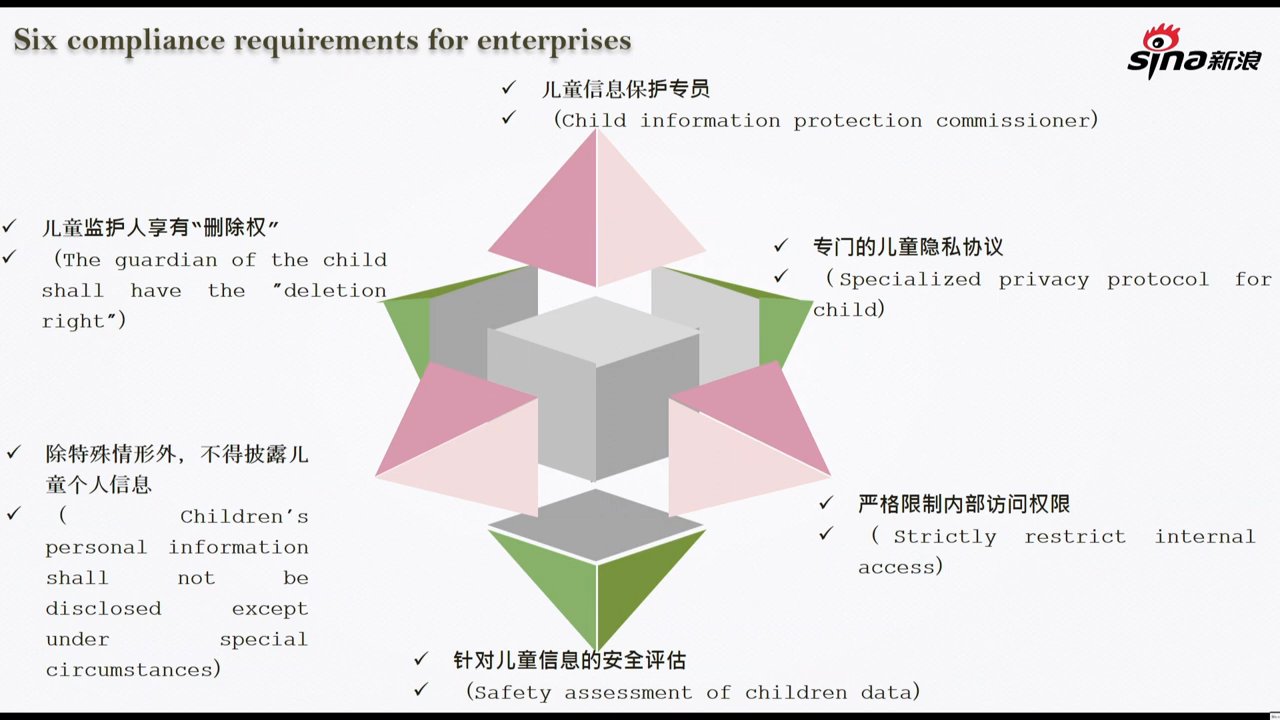 Six compliance requirements for enterprises
sina新浪
✓ 儿童信息保护专员
✓ (Child information protection commissioner)
✓ 儿童监护人享有“删除权”
✓ (The guardian of the child
shall have the ”deletion
right”)
✓ 专门的儿童隐私协议
✓ (Specialized privacy protocol for
child)
✓ 除特殊情形外，不得披露儿
童个人信息
✓ ( Children's
personal information
shall not be
disclosed except
under special
circumstances)
✓ 严格限制内部访问权限
✓ ( Strictly restrict internal
access)
✓ 针对儿童信息的安全评估
✓ (Safety assessment of children data)